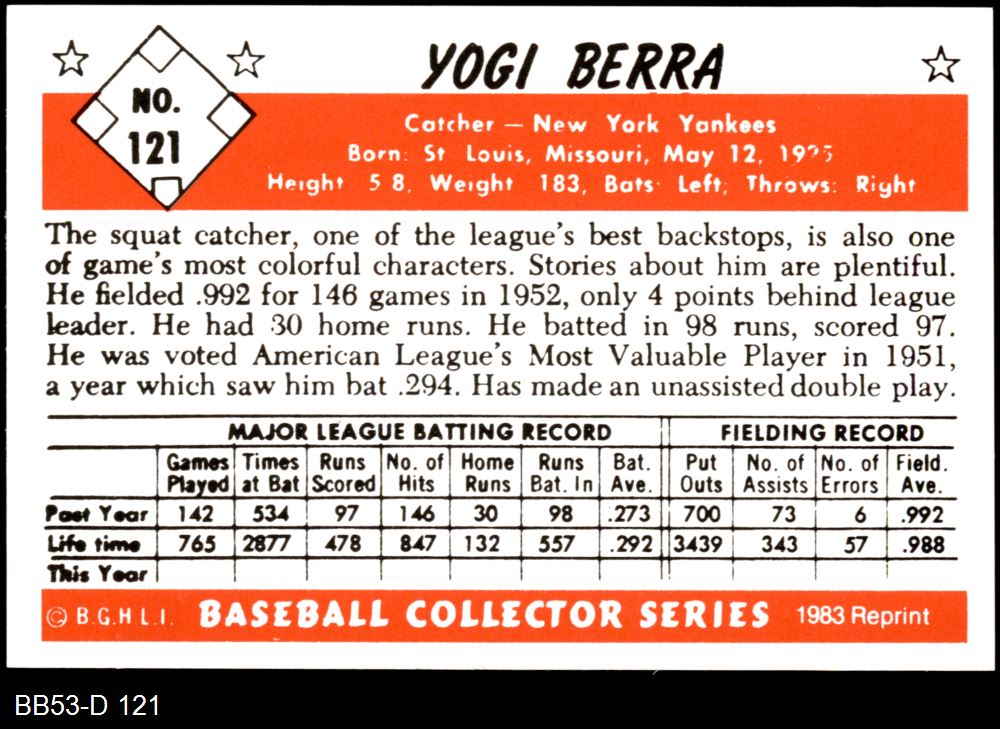 YOGI BERRA
NO.
121
Catcher — New York Yankees
Born: St Louis, Missouri, May 12, 1925
Height 5 8, Weight 183, Bats: Left; Throws: Right
The squat catcher, one of the league's best backstops, is also one
of game's most colorful characters. Stories about him are plentiful.
He fielded .992 for 146 games in 1952, only 4 points behind league
leader. He had 30 home runs. He batted in 98 runs, scored 97.
He was voted American League's Most Valuable Player in 1951,
a year which saw him bat .294. Has made an unassisted double play.
MAJOR LEAGUE BATTING RECORD FIELDING RECORD
Games Played Times at Bat Runs Scored No. of Hits Home Runs Runs Bat. In Bat. Ave. Put Outs No. of Assists No. of Errors Field. Ave.
Past Year 142 534 97 146 30 98 .273 700 73 6 .992
Life time 765 2877 478 847 132 557 .292 3439 343 57 .988
This Year
© B.G.H L.I. BASEBALL COLLECTOR SERIES 1983 Reprint
BB53-D 121